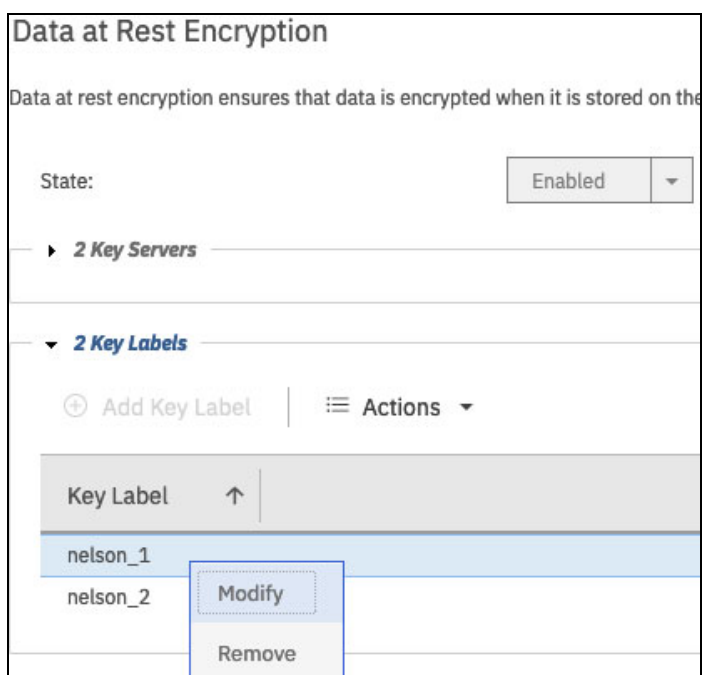 Data at Rest Encryption
Data at rest encryption ensures that data is encrypted when it is stored on the
State: Enabled
2 Key Servers
2 Key Labels
Add Key Label Actions
Key Label
nelson_1
nelson_2 Modify
Remove